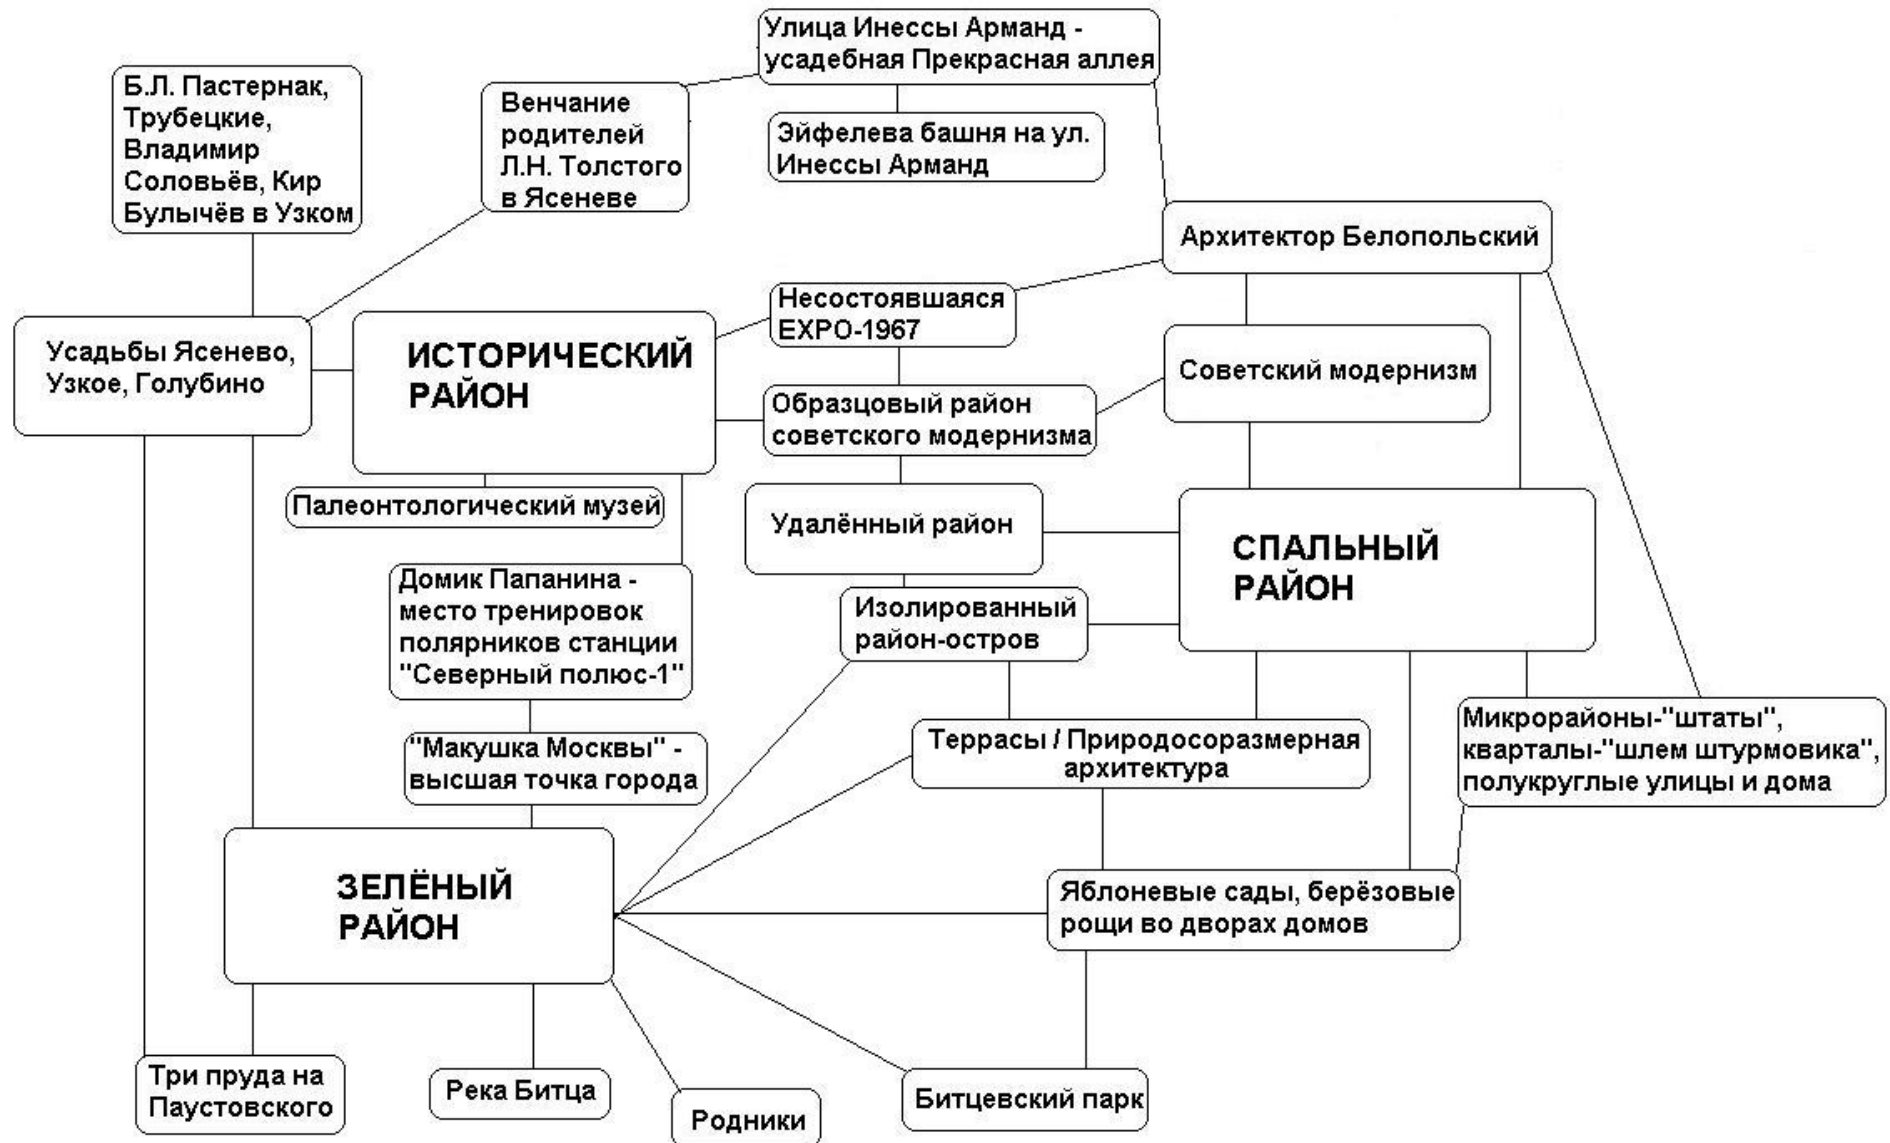 Улица Инессы Арманд -
усадебная Прекрасная аллея
Б.Л. Пастернак,
Трубецкие,
Владимир
Соловьёв, Кир
Булычёв в Узком
Венчание
родителей
Л.Н. Толстого
в Ясеневе
Эйфелева башня на ул.
Инессы Арманд
Архитектор Белопольский
Несостоявшаяся
EXPO-1967
Усадьбы Ясенево,
Узкое, Голубино
ИСТОРИЧЕСКИЙ
РАЙОН
Советский модернизм
Образцовый район
советского модернизма
Палеонтологический музей
Удалённый район
СПАЛЬНЫЙ
РАЙОН
Домик Папанина -
место тренировок
полярников станции
"Северный полюс-1"
Изолированный
район-остров
"Макушка Москвы" -
высшая точка города
Террасы / Природосоразмерная
архитектура
Микрорайоны-"штаты",
кварталы-"шлем штурмовика",
полукруглые улицы и дома
ЗЕЛЁНЫЙ
РАЙОН
Яблоневые сады, берёзовые
рощи во дворах домов
Три пруда на
Паустовского
Река Битца
Родники
Битцевский парк